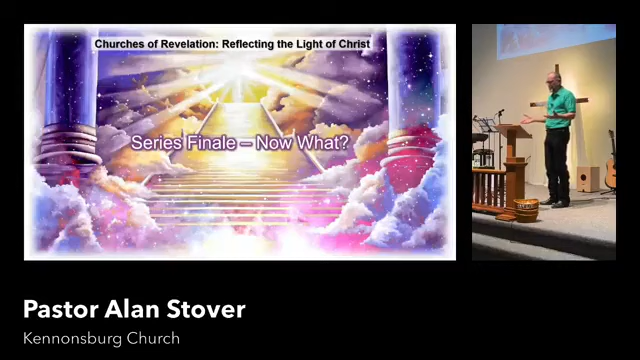 Churches of Revelation: Reflecting the Light of Christ
Series Finale – Now What?
Pastor Alan Stover
Kennonsburg Church